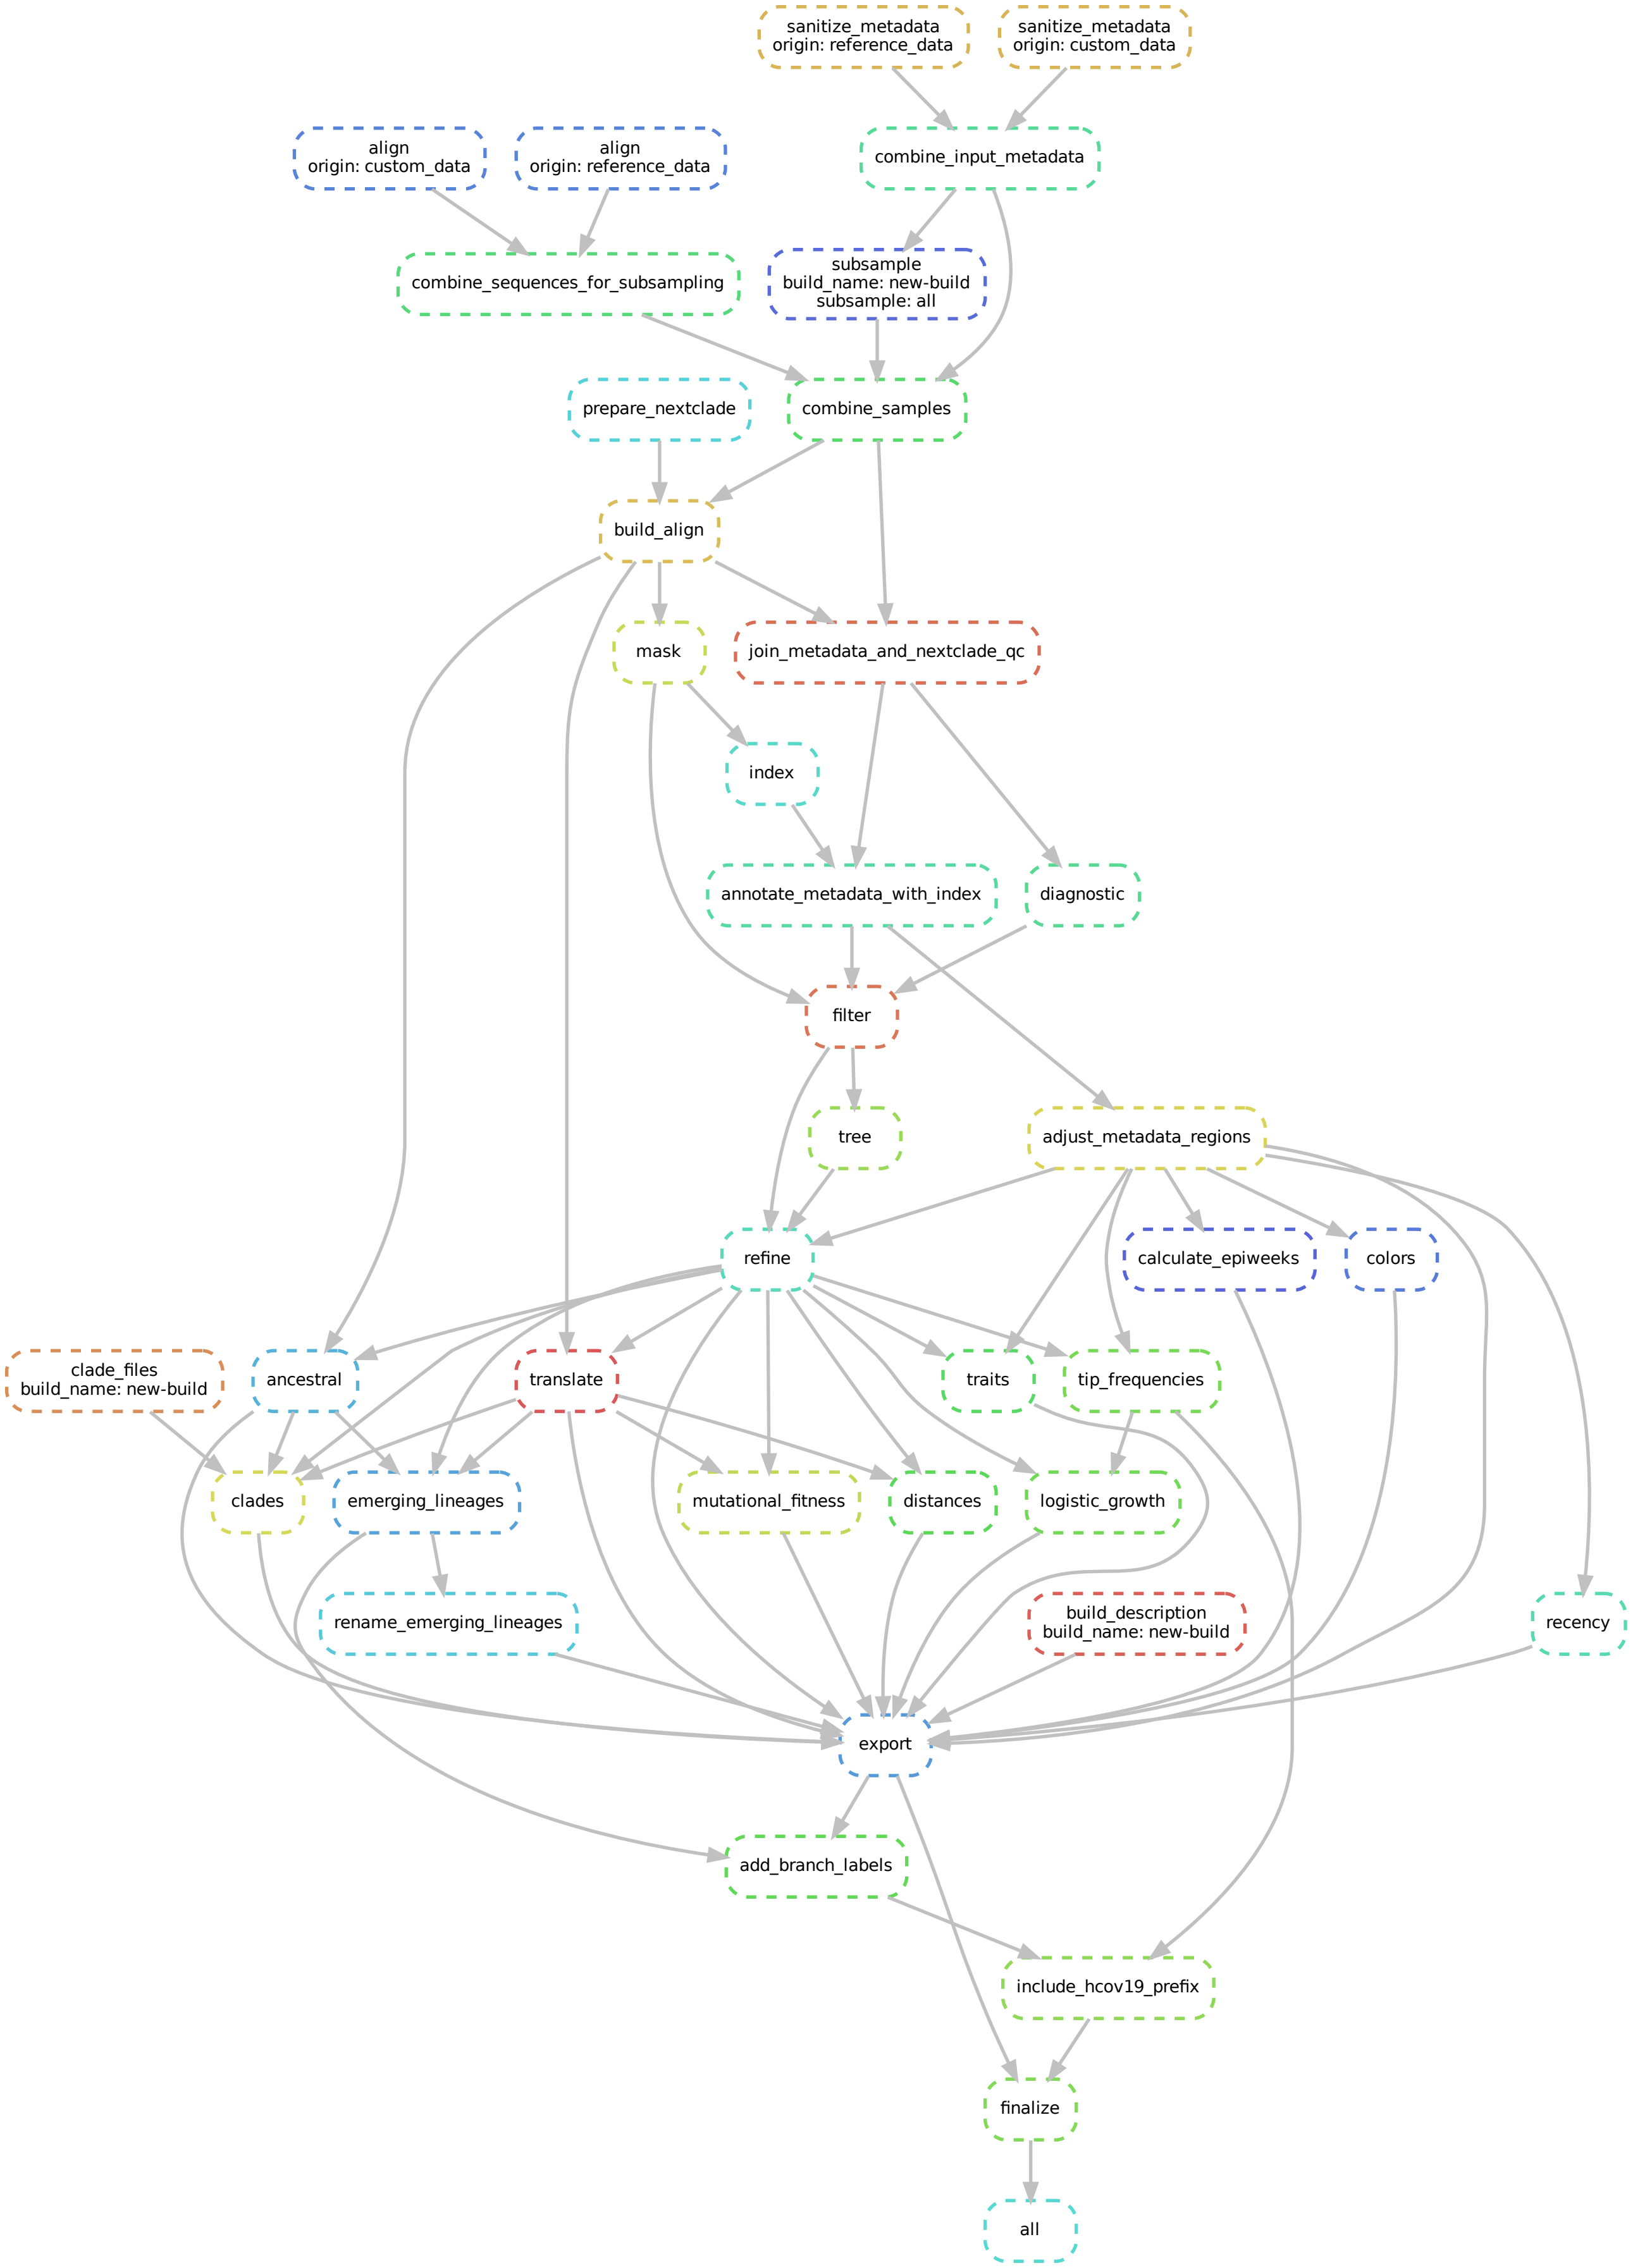 sanitize_metadata
origin: reference_data
sanitize_metadata
origin: custom_data
align
origin: custom_data
align
origin: reference_data
combine_input_metadata
combine_sequences_for_subsampling
subsample
build_name: new-build
subsample: all
prepare_nextclade
combine_samples
build_align
mask
join_metadata_and_nextclade_qc
index
annotate_metadata_with_index
diagnostic
filter
tree
adjust_metadata_regions
refine
calculate_epiweeks
colors
clade_files
build_name: new-build
ancestral
translate
traits
tip_frequencies
clades
emerging_lineages
mutational_fitness
distances
logistic_growth
rename_emerging_lineages
build_description
build_name: new-build
recency
export
add_branch_labels
include_hcov19_prefix
finalize
all